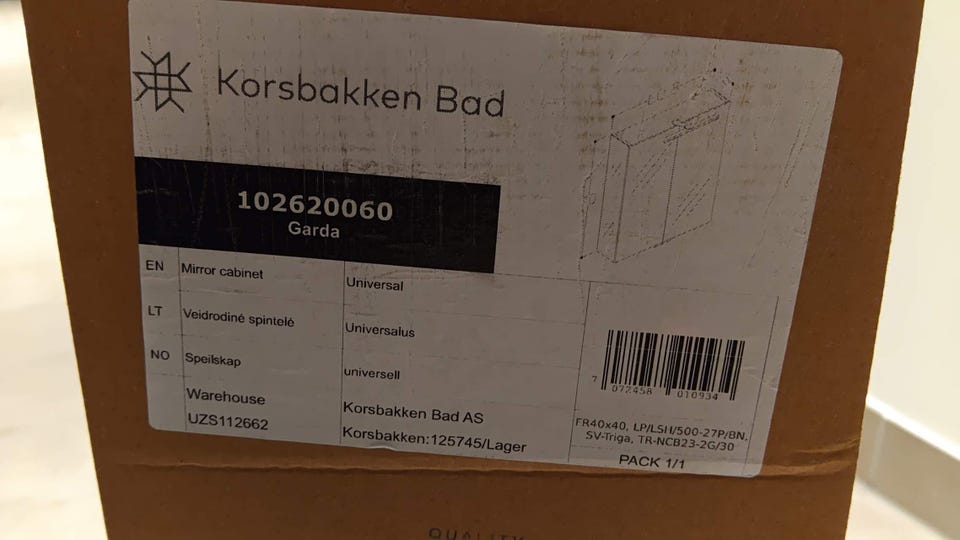 Korsbakken Bad
102620060
Garda
EN Mirror cabinet Universal
LT Veidrodinė spintelė Universalus
NO Speilskap universell
Warehouse Korsbakken Bad AS
UZS112662 Korsbakken:125745/Lager
7 072458 010934
FR40x40, LP/LSH/500-27P/BN,
SV-Triga, TR-NCB23-2G/30
PACK 1/1
QUALITY